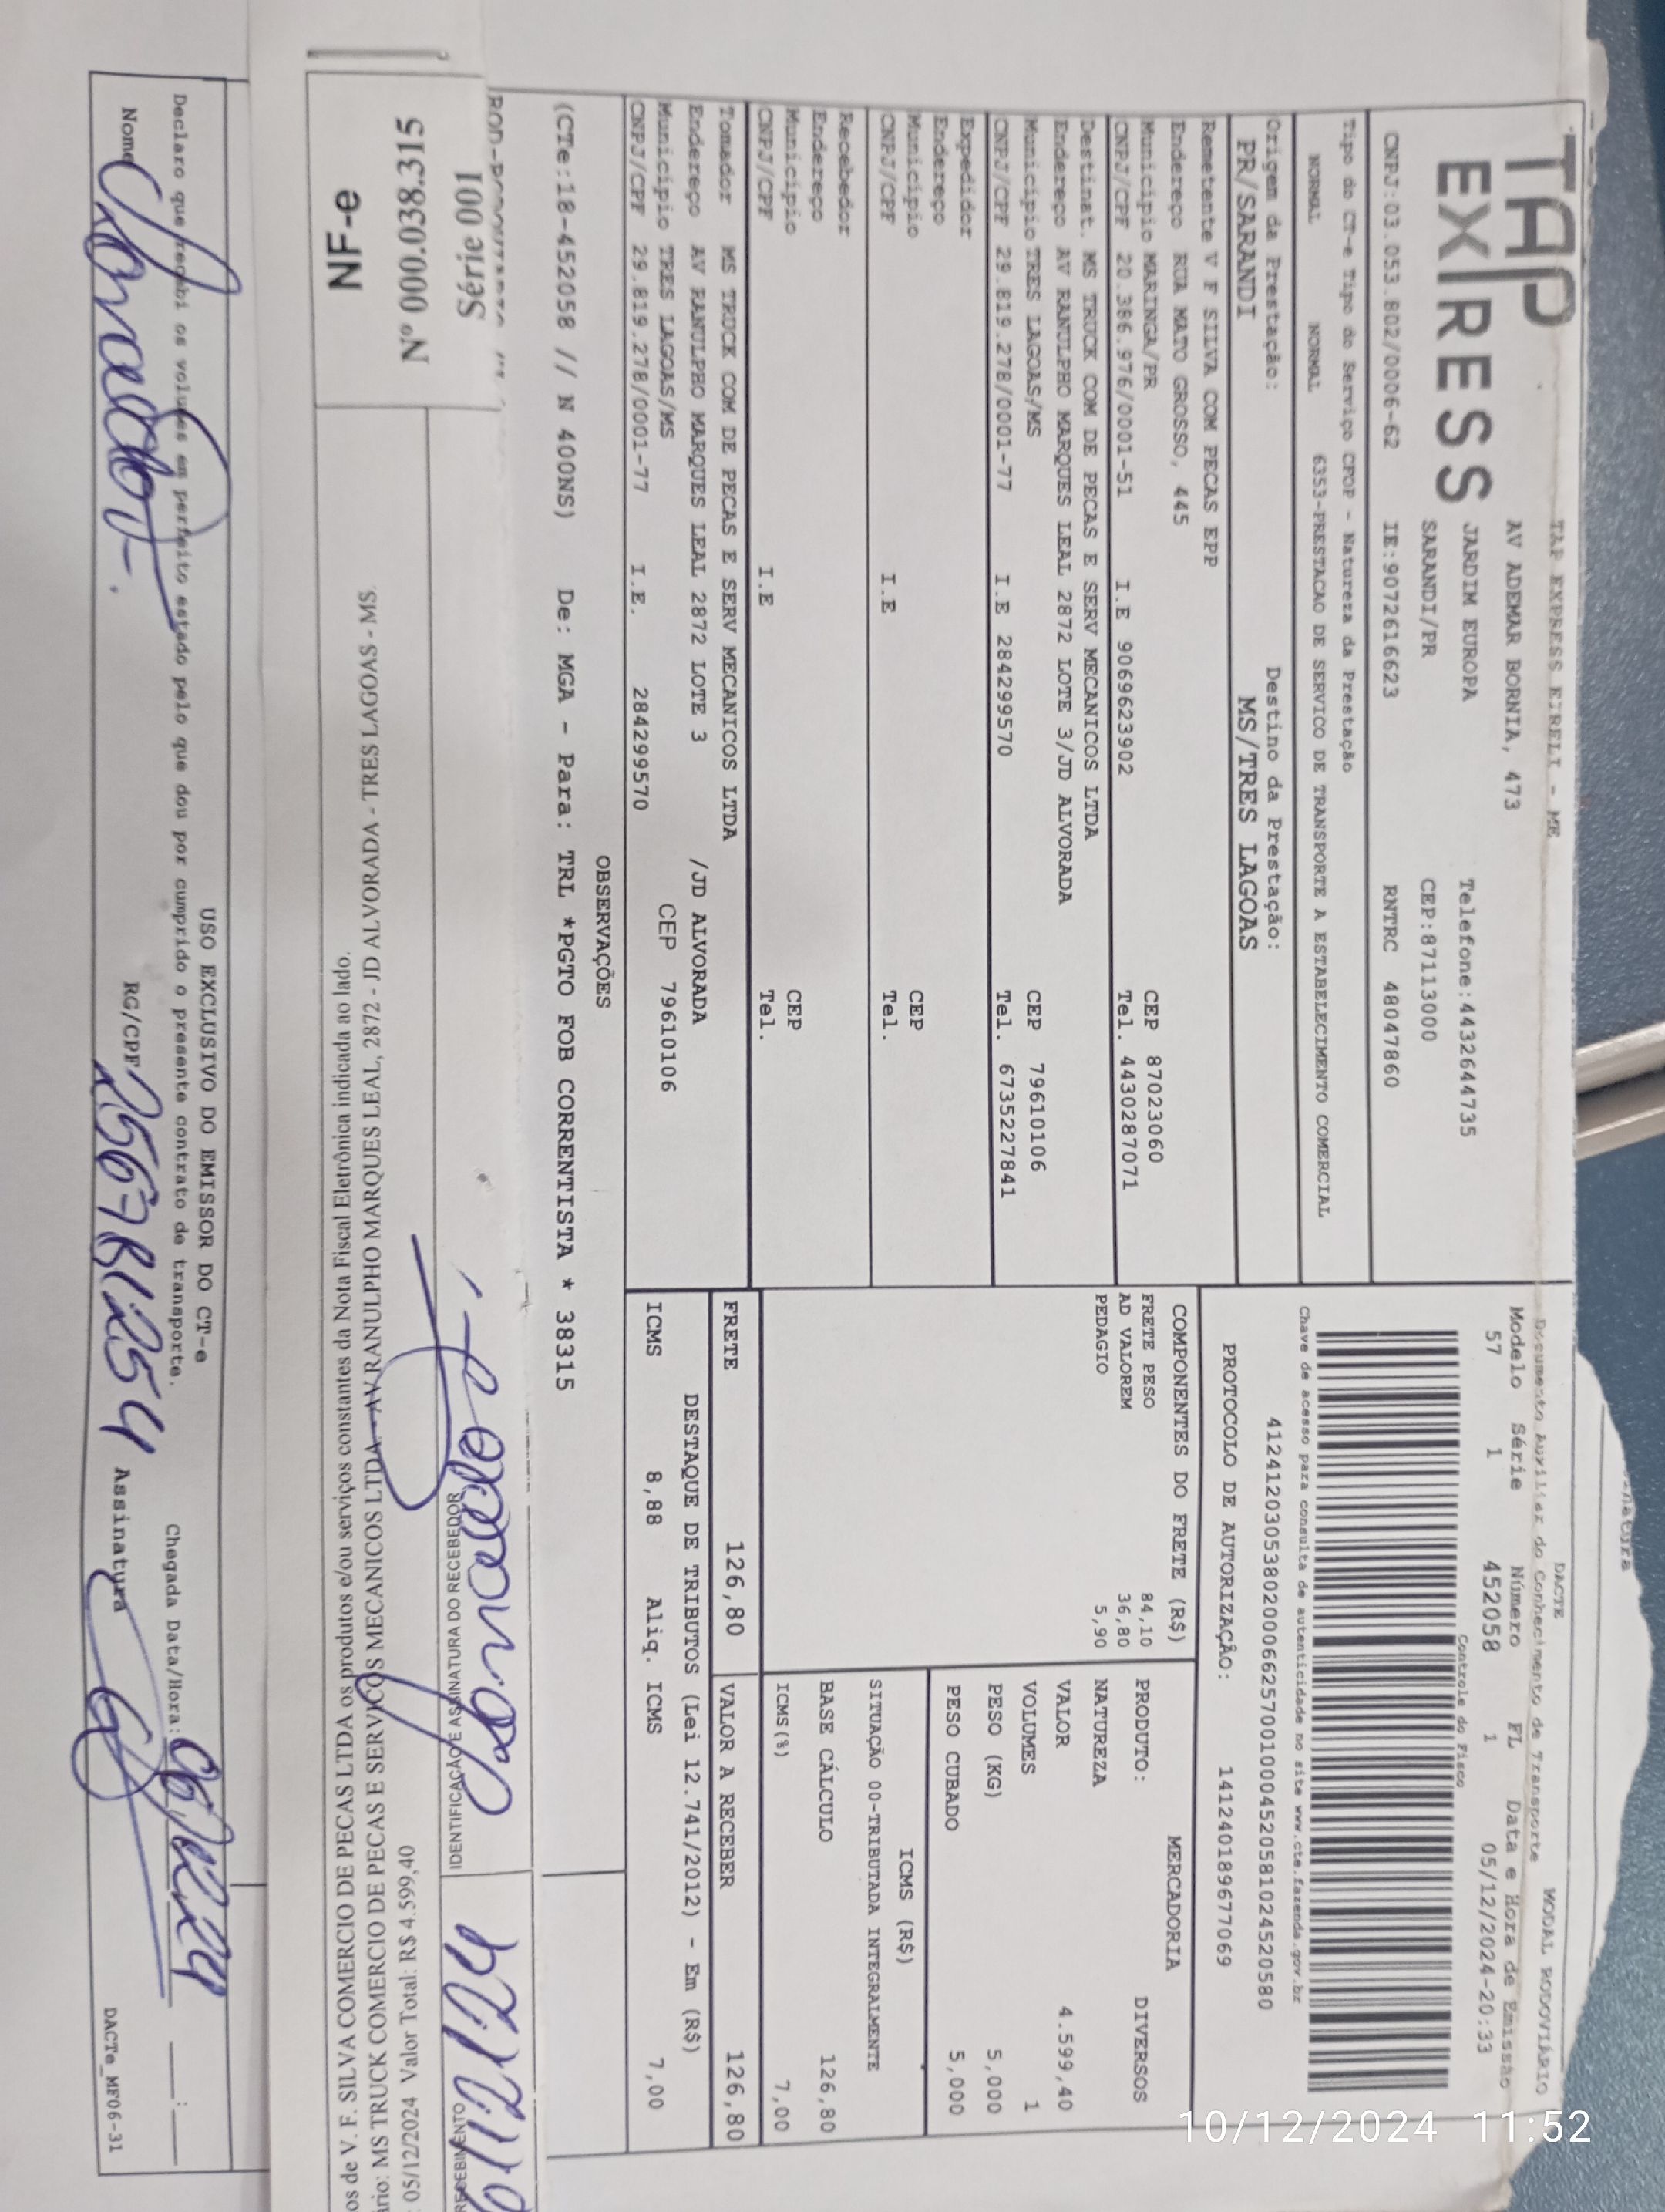 TAP
EXPRESS
TAP EXPRESS EIRELI - ME
AV ADEMAR BORNIA, 473
JARDIM EUROPA Telefone:4432644735
SARANDI/PR CEP:87113000
CNPJ:03.053.802/0006-62 IE:9072616623 RNTRC 48047860
Tipo do CT-e Tipo do Serviço CFOP - Natureza da Prestação
NORMAL NORMAL 6353-PRESTACAO DE SERVICO DE TRANSPORTE A ESTABELECIMENTO COMERCIAL
Origem da Prestação: Destino da Prestação:
PR/SARANDI MS/TRES LAGOAS
Remetente V F SILVA COM PECAS EPP
Endereço RUA MATO GROSSO, 445
Município MARINGA/PR CEP 87023060
CNPJ/CPF 20.386.976/0001-51 I.E 9069623902 Tel. 4430287071
Destinat. MS TRUCK COM DE PECAS E SERV MECANICOS LTDA
Endereço AV RANULPHO MARQUES LEAL 2872 LOTE 3/JD ALVORADA
Município TRES LAGOAS/MS CEP 79610106
CNPJ/CPF 29.819.278/0001-77 I.E 284299570 Tel. 6735227841
Expedidor
Endereço
Município CEP
CNPJ/CPF I.E Tel.
Recebedor
Endereço
Município CEP
CNPJ/CPF I.E Tel.
Tomador MS TRUCK COM DE PECAS E SERV MECANICOS LTDA
Endereço AV RANULPHO MARQUES LEAL 2872 LOTE 3 /JD ALVORADA
Município TRES LAGOAS/MS CEP 79610106
CNPJ/CPF 29.819.278/0001-77 I.E. 284299570
DACTE MODAL RODOVIÁRIO
Documento Auxiliar do Conhecimento de Transporte
Modelo Série Número FL Data e Hora de Emissão
57 1 452058 1 05/12/2024-20:33
Controle do Fisco
Chave de acesso para consulta de autenticidade no site www.cte.fazenda.gov.br
41241203053802000662570010004520581024520580
PROTOCOLO DE AUTORIZAÇÃO: 141240189677069
COMPONENTES DO FRETE (R$)
FRETE PESO 84,10
AD VALOREM 36,80
PEDAGIO 5,90
MERCADORIA
PRODUTO: DIVERSOS
NATUREZA
VALOR 4.599,40
VOLUMES 1
PESO (KG) 5,000
PESO CUBADO 5,000
ICMS (R$)
SITUAÇÃO 00-TRIBUTADA INTEGRALMENTE
BASE CÁLCULO 126,80
ICMS(%) 7,00
FRETE 126,80 VALOR A RECEBER 126,80
DESTAQUE DE TRIBUTOS (Lei 12.741/2012) - Em (R$)
ICMS 8,88 Aliq. ICMS 7,00
OBSERVAÇÕES
(CTe:18-452058 // N 400NS) De: MGA - Para: TRL *PGTO FOB CORRENTISTA * 38315
NF-e
Nº 000.038.315
Série 001
os de V. F. SILVA COMERCIO DE PECAS LTDA os produtos e/ou serviços constantes da Nota Fiscal Eletrônica indicada ao lado.
ário: MS TRUCK COMERCIO DE PECAS E SERVIÇOS MECANICOS LTDA. - AV RANULPHO MARQUES LEAL, 2872 - JD ALVORADA - TRES LAGOAS - MS
: 05/12/2024 Valor Total: R$ 4.599,40
IDENTIFICAÇÃO E ASSINATURA DO RECEBEDOR
RECEBIMENTO
USO EXCLUSIVO DO EMISSOR DO CT-e
Declaro que recebi os volumes em perfeito estado pelo que dou por cumprido o presente contrato de transporte.
Chegada Data/Hora:
Nome RG/CPF Assinatura
DACTe_MF06-31
10/12/2024 11:52